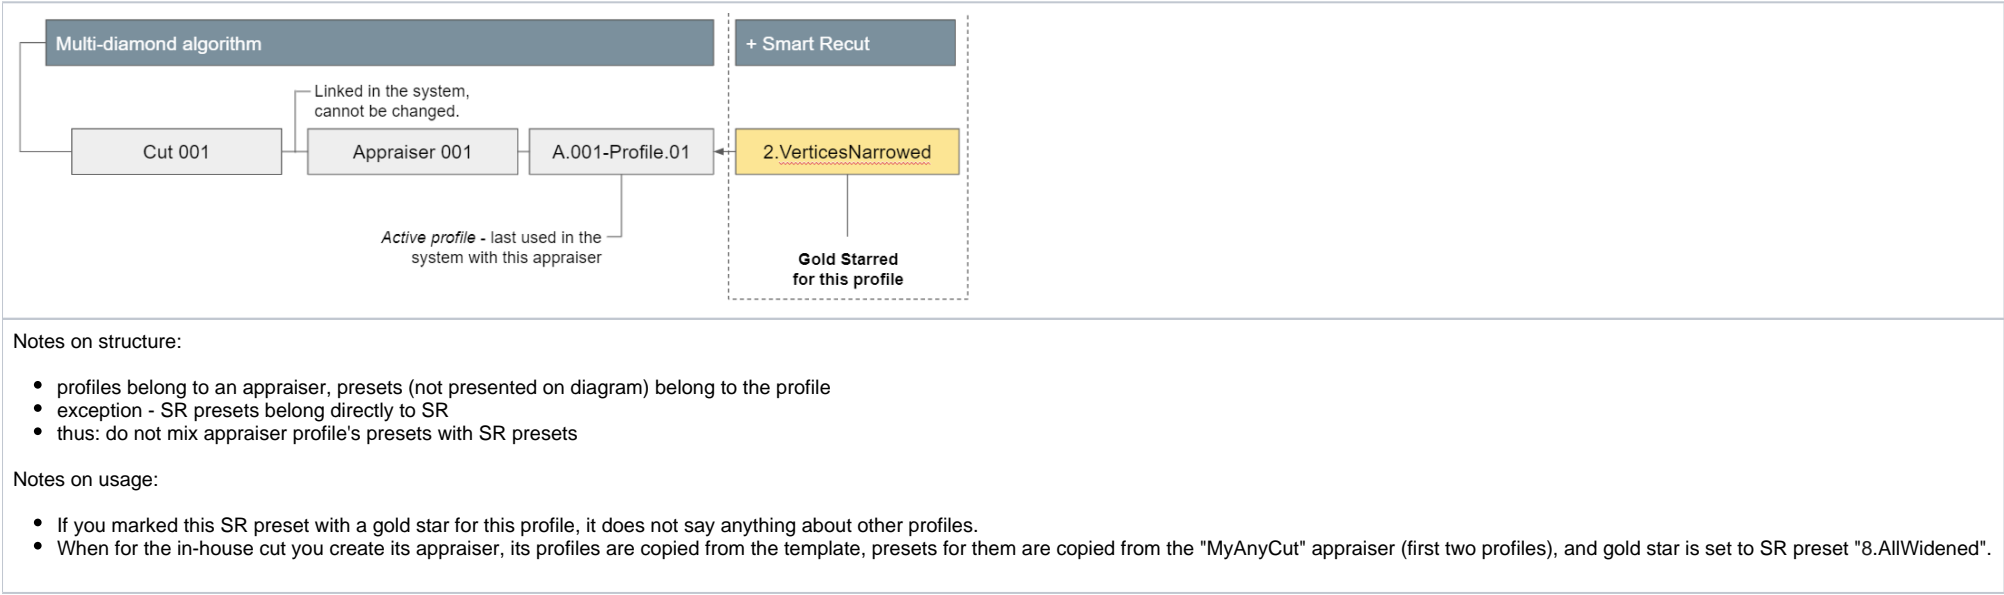 Multi-diamond algorithm
+ Smart Recut
Linked in the system,
cannot be changed.
Cut 001
Appraiser 001
A.001-Profile.01
2.VerticesNarrowed
Active profile - last used in the
system with this appraiser
Gold Starred
for this profile
Notes on structure:
• profiles belong to an appraiser, presets (not presented on diagram) belong to the profile
• exception - SR presets belong directly to SR
• thus: do not mix appraiser profile's presets with SR presets
Notes on usage:
• If you marked this SR preset with a gold star for this profile, it does not say anything about other profiles.
• When for the in-house cut you create its appraiser, its profiles are copied from the template, presets for them are copied from the "MyAnyCut" appraiser (first two profiles), and gold star is set to SR preset "8.AllWidened".